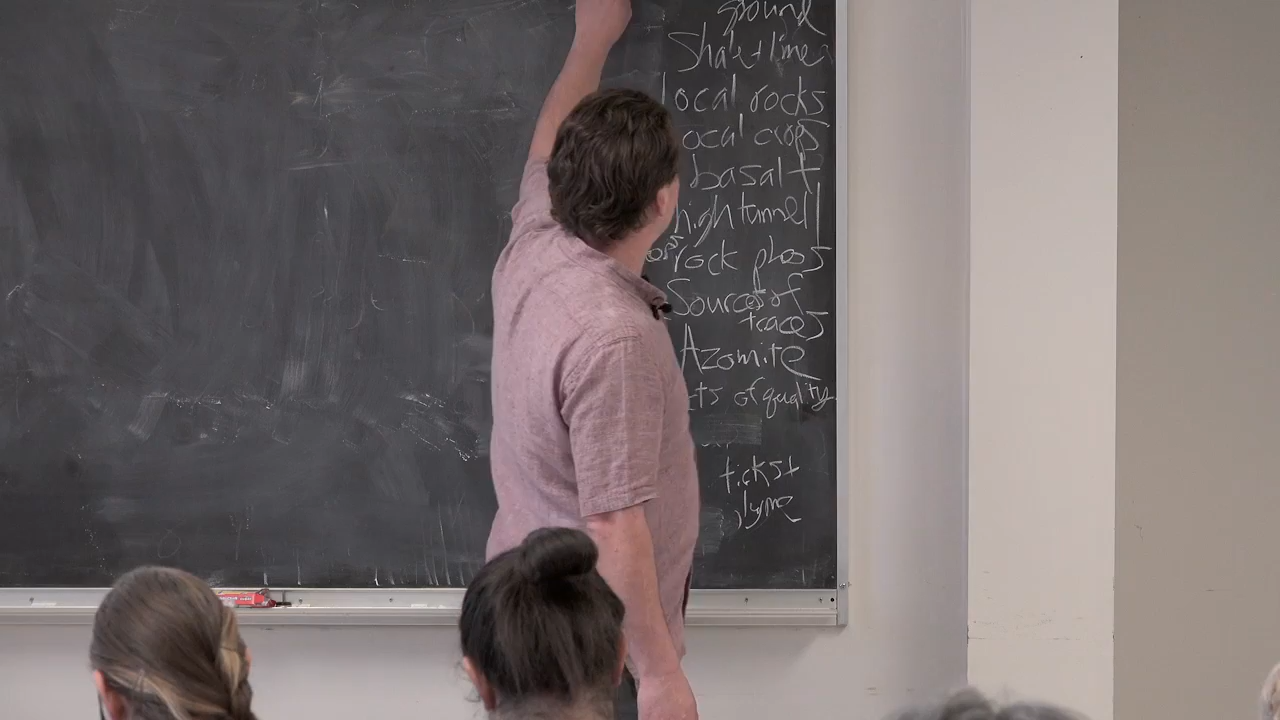 ground
Shale + lime
local rocks
local crops
basalt
high tunnel
rock phos
Sources of
traces
Azomite
ts of quality
ticks +
lyme